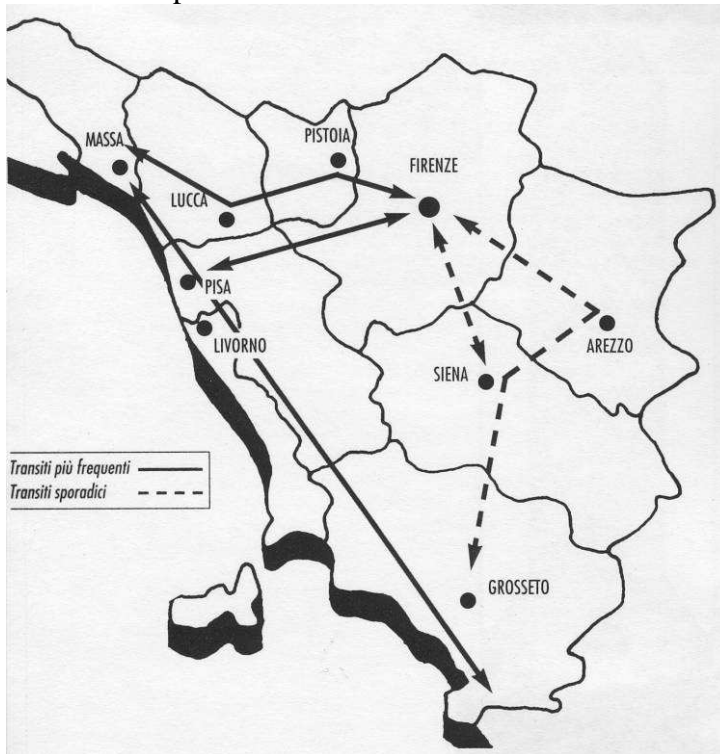 MASSA
PISTOIA
FIRENZE
LUCCA
PISA
LIVORNO
AREZZO
SIENA
Transiti più frequenti
Transiti sporadici
GROSSETO